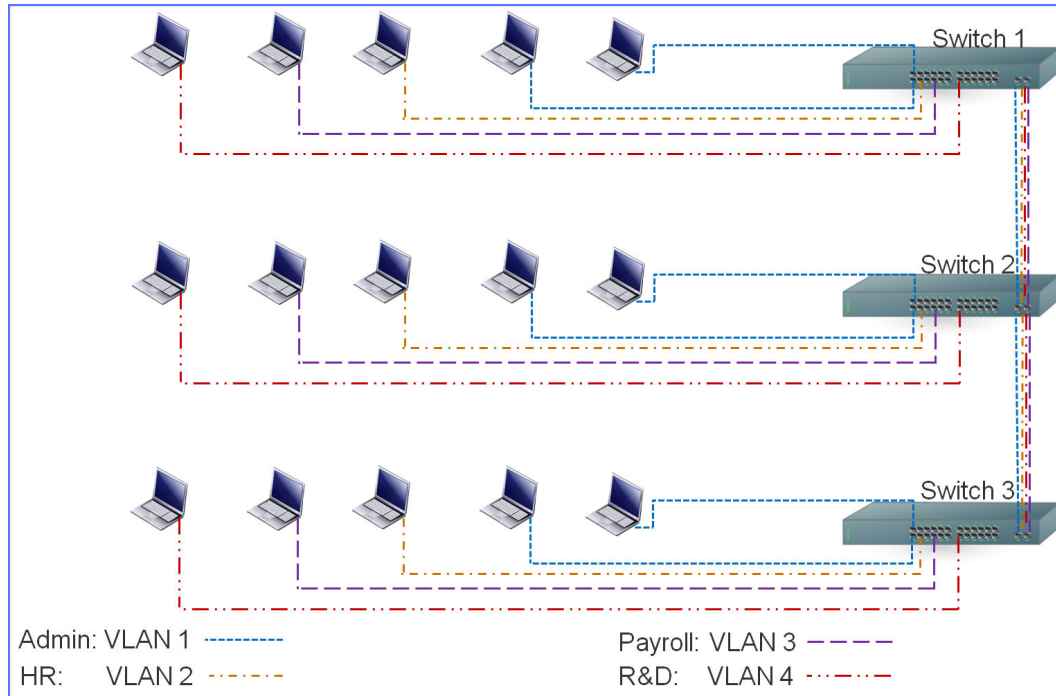 Switch 1
Switch 2
Switch 3
Admin: VLAN 1
Payroll: VLAN 3
HR: VLAN 2
R&D: VLAN 4